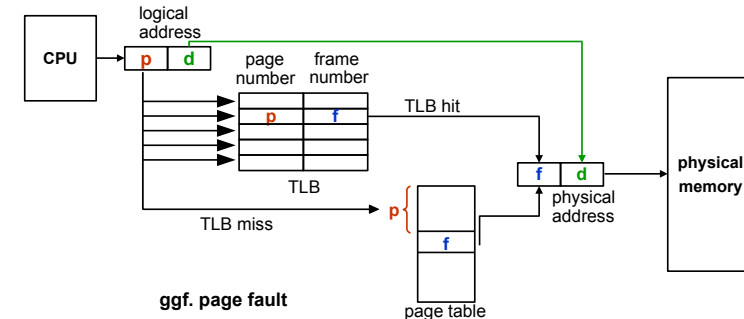 logical
address
CPU
p
d
page
number
frame
number
p
f
TLB hit
TLB
f
d
physical
address
physical
memory
TLB miss
p
f
ggf. page fault
page table